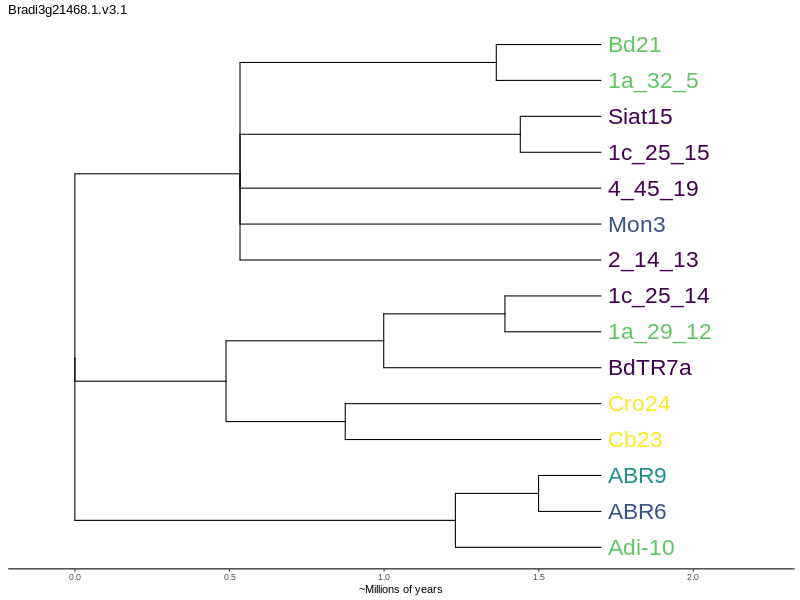 Bradi3g21468.1.v3.1
Bd21
1a_32_5
Siat15
1c_25_15
4_45_19
Mon3
2_14_13
1c_25_14
1a_29_12
BdTR7a
Cro24
Cb23
ABR9
ABR6
Adi-10
0.0 0.5 1.0 1.5 2.0
~Millions of years